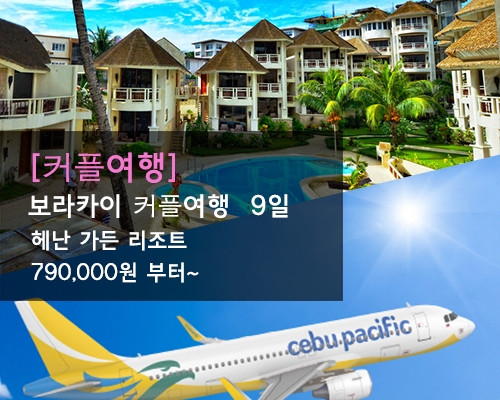 [커플여행]
보라카이 커플여행 9일
헤난 가든 리조트
790,000원 부터~
cebu pacific